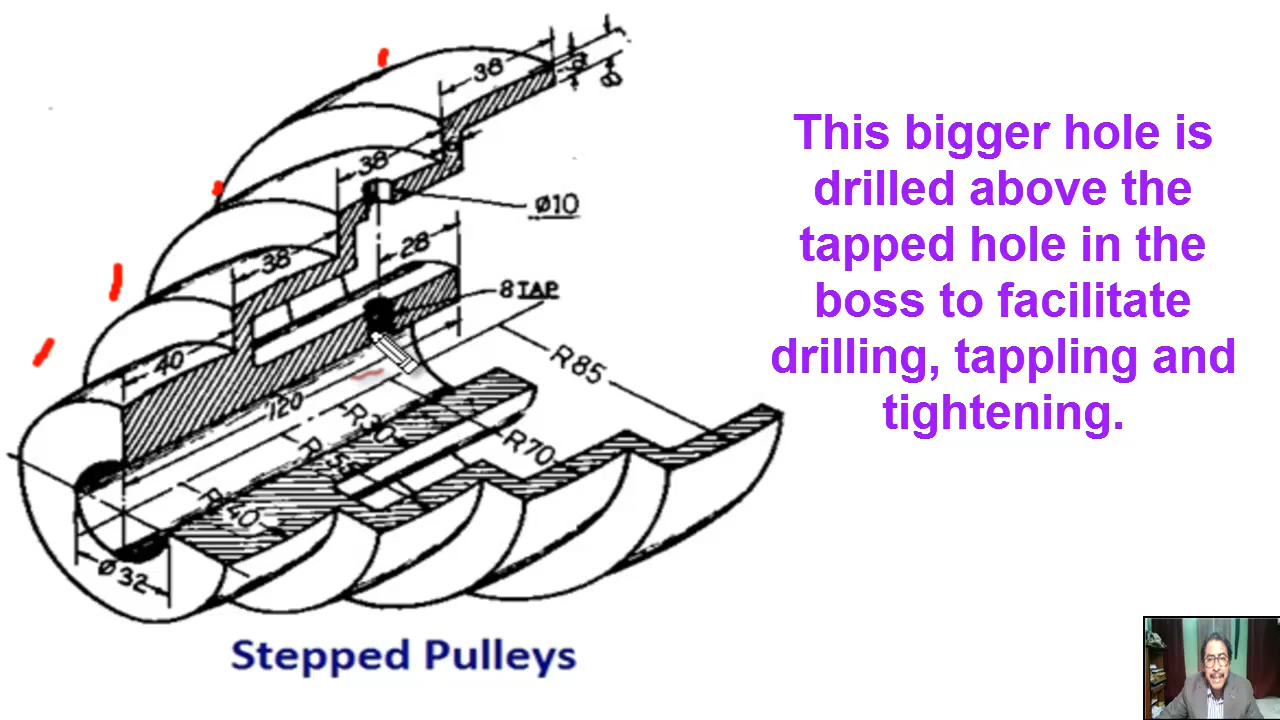 38
8
38
This bigger hole is
drilled above the
tapped hole in the
boss to facilitate
drilling, tappling and
tightening.
Ø10
28
38
8 TAP
40
R85
120
R30
R70
R55
R40
Ø32
Stepped Pulleys